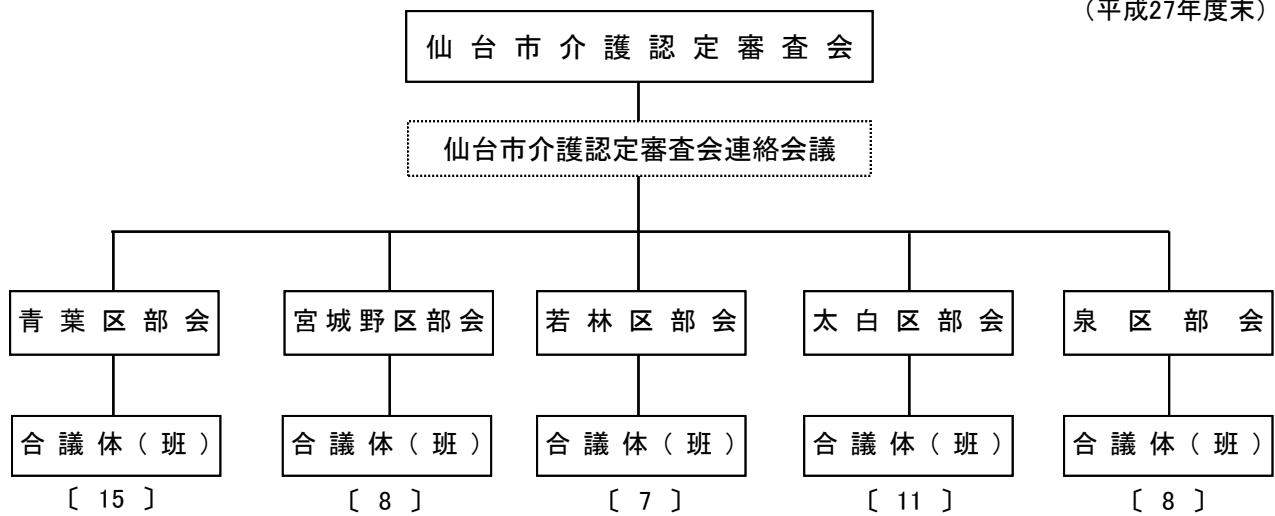 （平成27年度末）
仙台市介護認定審査会
仙台市介護認定審査会連絡会議
青葉区部会 宮城野区部会 若林区部会 太白区部会 泉区部会
合議体（班） 合議体（班） 合議体（班） 合議体（班） 合議体（班）
〔 15 〕 〔 8 〕 〔 7 〕 〔 11 〕 〔 8 〕